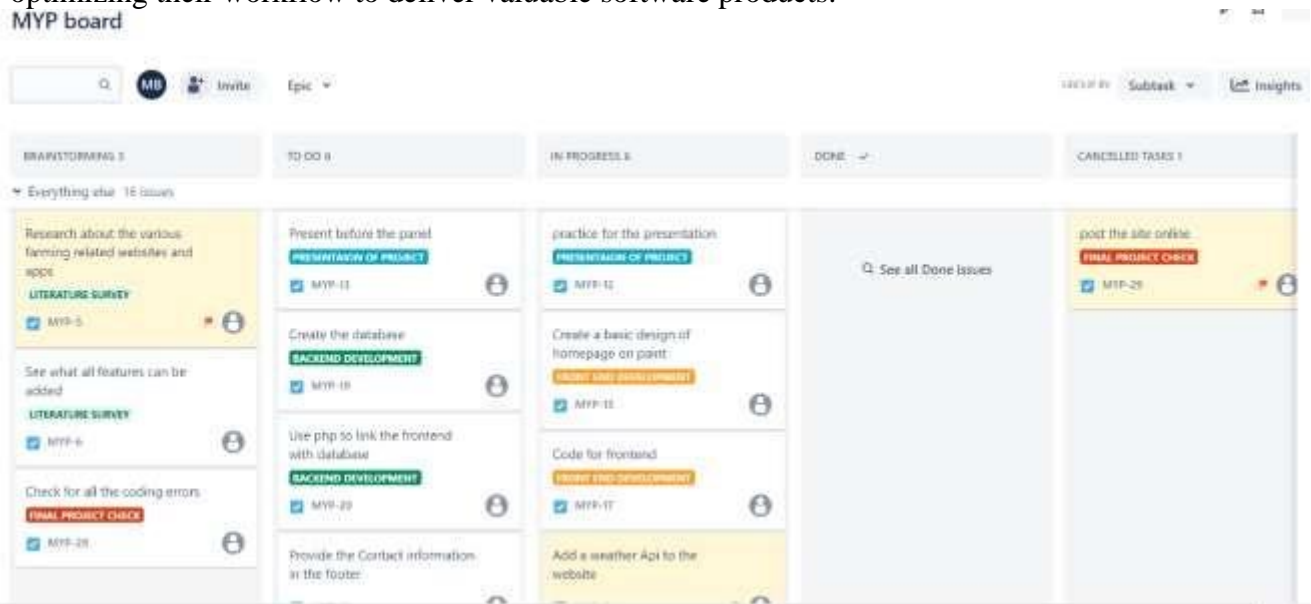 optimizing their workflow to deliver valuable software products.
MYP board
MB
Invite
Epic
GROUP BY
Subtask
Insights
BRAINSTORMING 3
TO DO 6
IN PROGRESS 6
DONE
CANCELLED TASKS 1
Everything else 16 issues
Research about the various
farming related websites and
apps
LITERATURE SURVEY
MYP-5
See what all features can be
added
LITERATURE SURVEY
MYP-6
Check for all the coding errors
FINAL PROJECT CHECK
Present before the panel
PRESENTAION OF PROJECT
MYP-13
Create the database
BACKEND DEVELOPMENT
MYP-19
Use php to link the frontend
with database
BACKEND DEVELOPMENT
MYP-20
Provide the Contact information
in the footer
practice for the presentation
PRESENTAION OF PROJECT
MYP-12
Create a basic design of
homepage on paint
FRONT END DEVELOPMENT
Code for frontend
FRONT END DEVELOPMENT
MYP-17
Add a weather Api to the
website
See all Done issues
post the site online
FINAL PROJECT CHECK
MYP-29